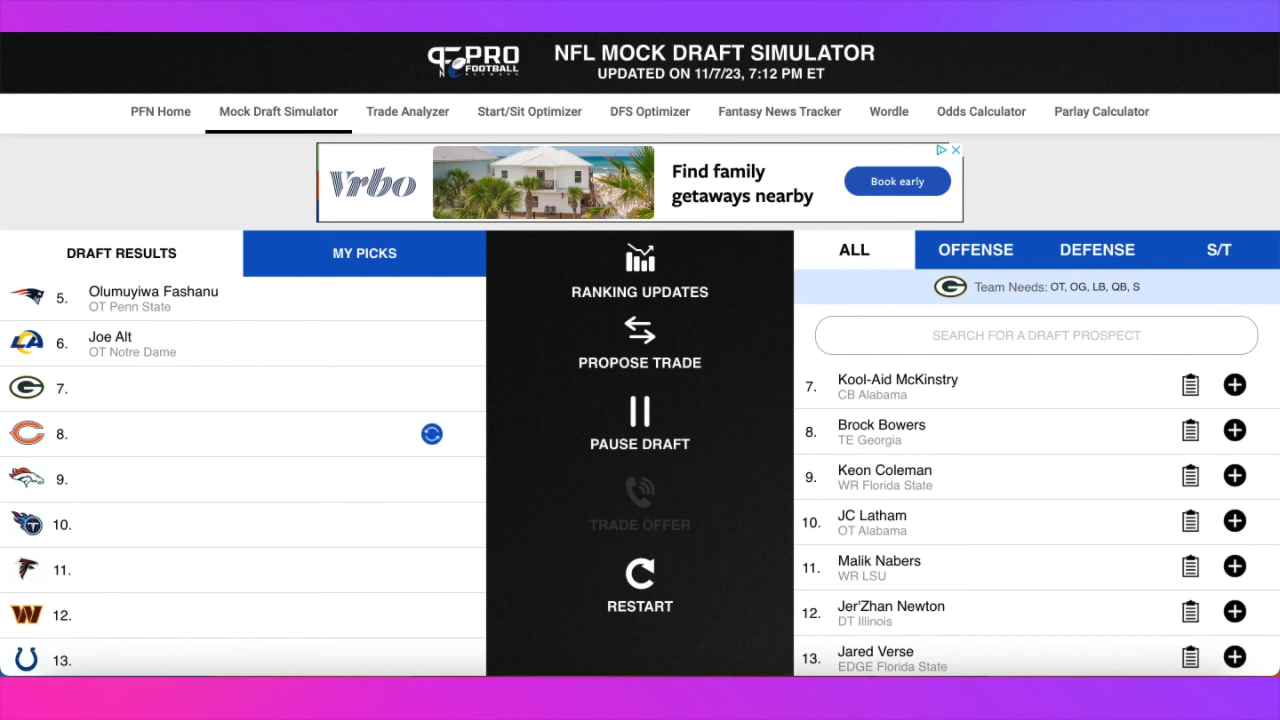 PRO
FOOTBALL
NETWORK
NFL MOCK DRAFT SIMULATOR
UPDATED ON 11/7/23, 7:12 PM ET
PFN Home
Mock Draft Simulator
Trade Analyzer
Start/Sit Optimizer
DFS Optimizer
Fantasy News Tracker
Wordle
Odds Calculator
Parlay Calculator
Vrbo
Find family
getaways nearby
Book early
DRAFT RESULTS
MY PICKS
5.
Olumuyiwa Fashanu
OT Penn State
6.
Joe Alt
OT Notre Dame
7.
8.
9.
10.
11.
12.
13.
RANKING UPDATES
PROPOSE TRADE
PAUSE DRAFT
TRADE OFFER
RESTART
ALL
OFFENSE
DEFENSE
S/T
Team Needs: OT, OG, LB, QB, S
SEARCH FOR A DRAFT PROSPECT
7.
Kool-Aid McKinstry
CB Alabama
8.
Brock Bowers
TE Georgia
9.
Keon Coleman
WR Florida State
10.
JC Latham
OT Alabama
11.
Malik Nabers
WR LSU
12.
Jer'Zhan Newton
DT Illinois
13.
Jared Verse
EDGE Florida State